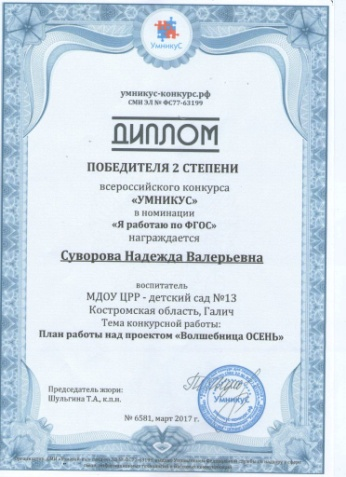 УмникуС
умникус-конкурс.рф
СМИ ЭЛ № ФС77-63199
ДИПЛОМ
ПОБЕДИТЕЛЯ 2 СТЕПЕНИ
всероссийского конкурса
«УМНИКУС»
в номинации
«Я работаю по ФГОС»
награждается
Суворова Надежда Валерьевна
воспитатель
МДОУ ЦРР - детский сад №13
Костромская область, Галич
Тема конкурсной работы:
План работы над проектом «Волшебница ОСЕНЬ»
Председатель жюри:
Шульгина Т.А., к.п.н.
УмникуС
№ 6581, март 2017 г.